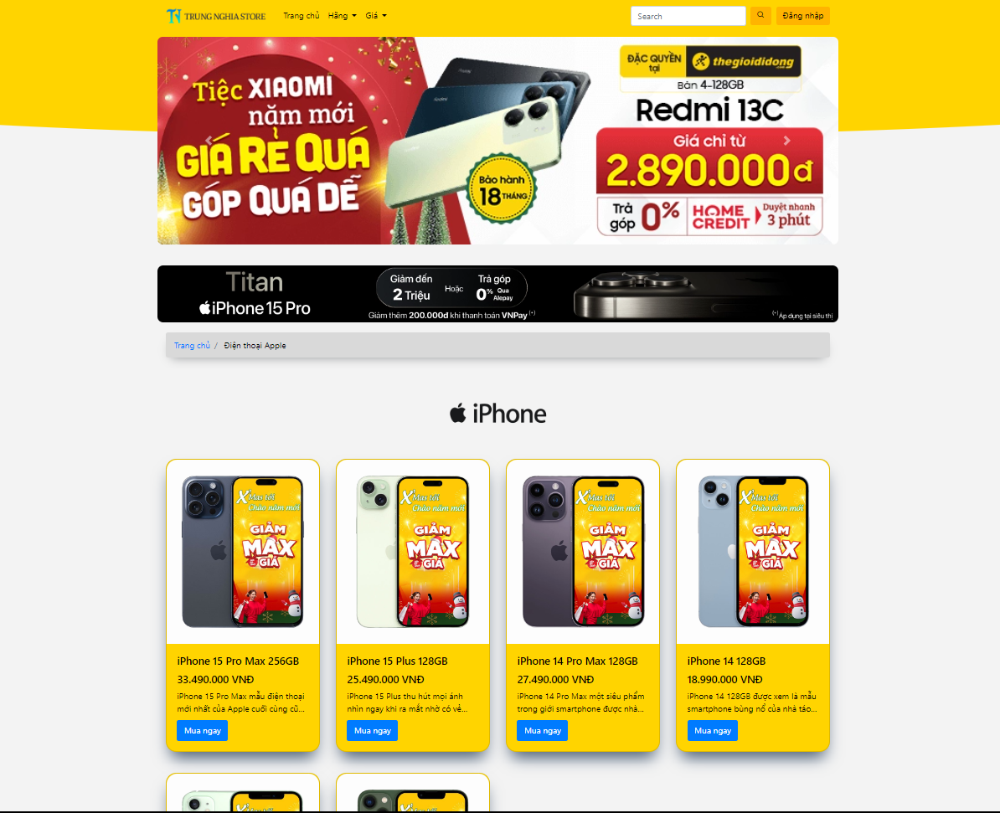 TN TRUNG NGHIA STORE
Trang chủ
Hãng
Giá
Search
Đăng nhập
Tiệc XIAOMI
năm mới
GIÁ RẺ QUÁ
GÓP QUÁ DỄ
Redmi
Redmi
Bảo hành
18 THÁNG
ĐẶC QUYỀN
tại
thegioididong
.com
Bản 4-128GB
Redmi 13C
Giá chỉ từ
2.890.000đ
Trả
góp
0%
HOME
CREDIT
Duyệt nhanh
3 phút
Titan
iPhone 15 Pro
Giảm đến
2 Triệu
Hoặc
Trả góp
0% Qua
Alepay
Giảm thêm 200.000đ khi thanh toán VNPay (*)
(*) Áp dụng tại siêu thị
Trang chủ / Điện thoại Apple
iPhone
X'Mas tới
Chào năm mới
GIẢM
MAX
GIÁ
X'Mas tới
Chào năm mới
GIẢM
MAX
GIÁ
X'Mas tới
Chào năm mới
GIẢM
MAX
GIÁ
X'Mas tới
Chào năm mới
GIẢM
MAX
GIÁ
iPhone 15 Pro Max 256GB
33.490.000 VNĐ
iPhone 15 Pro Max mẫu điện thoại
mới nhất của Apple cuối cùng cũ...
Mua ngay
iPhone 15 Plus 128GB
25.490.000 VNĐ
iPhone 15 Plus thu hút mọi ánh
nhìn ngay khi ra mắt nhờ có vẻ...
Mua ngay
iPhone 14 Pro Max 128GB
27.490.000 VNĐ
iPhone 14 Pro Max một siêu phẩm
trong giới smartphone được nhà...
Mua ngay
iPhone 14 128GB
18.990.000 VNĐ
iPhone 14 128GB được xem là mẫu
smartphone bùng nổ của nhà táo...
Mua ngay